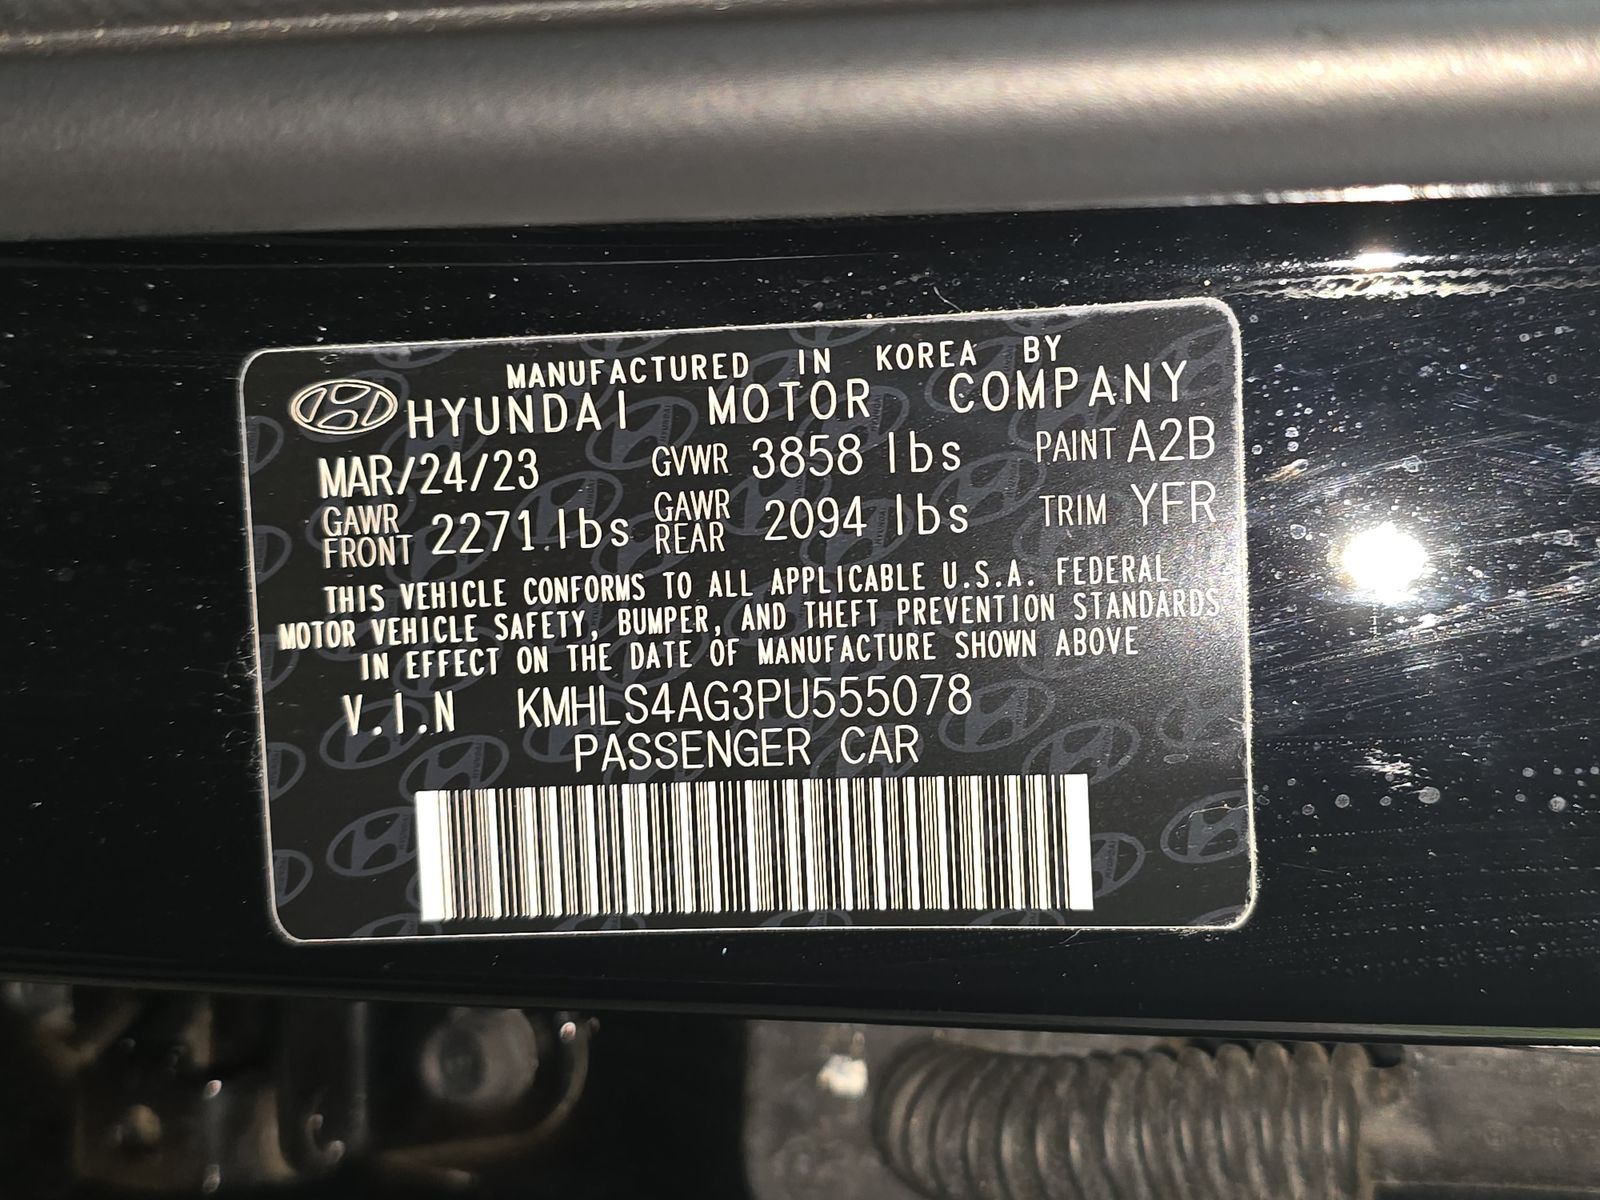 MANUFACTURED IN KOREA BY
HYUNDAI MOTOR COMPANY
MAR/24/23 GVWR 3858 lbs PAINT A2B
GAWR FRONT 2271 lbs GAWR REAR 2094 lbs TRIM YFR
THIS VEHICLE CONFORMS TO ALL APPLICABLE U.S.A. FEDERAL
MOTOR VEHICLE SAFETY, BUMPER, AND THEFT PREVENTION STANDARDS
IN EFFECT ON THE DATE OF MANUFACTURE SHOWN ABOVE
V.I.N KMHLS4AG3PU555078
PASSENGER CAR